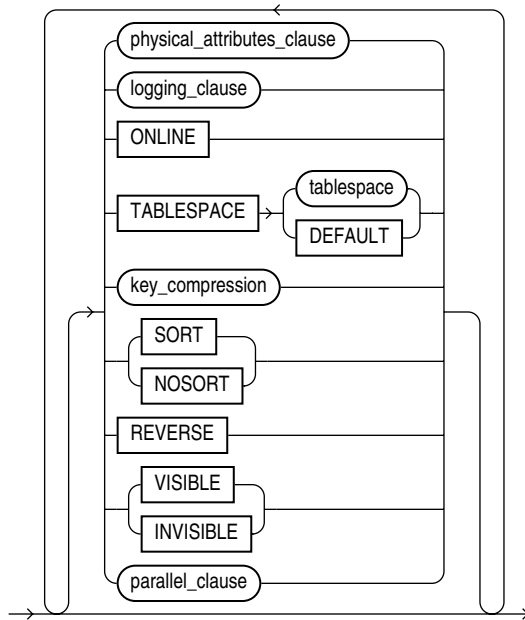 physical_attributes_clause
logging_clause
ONLINE
tablespace
TABLESPACE
DEFAULT
key_compression
SORT
NOSORT
REVERSE
VISIBLE
INVISIBLE
parallel_clause